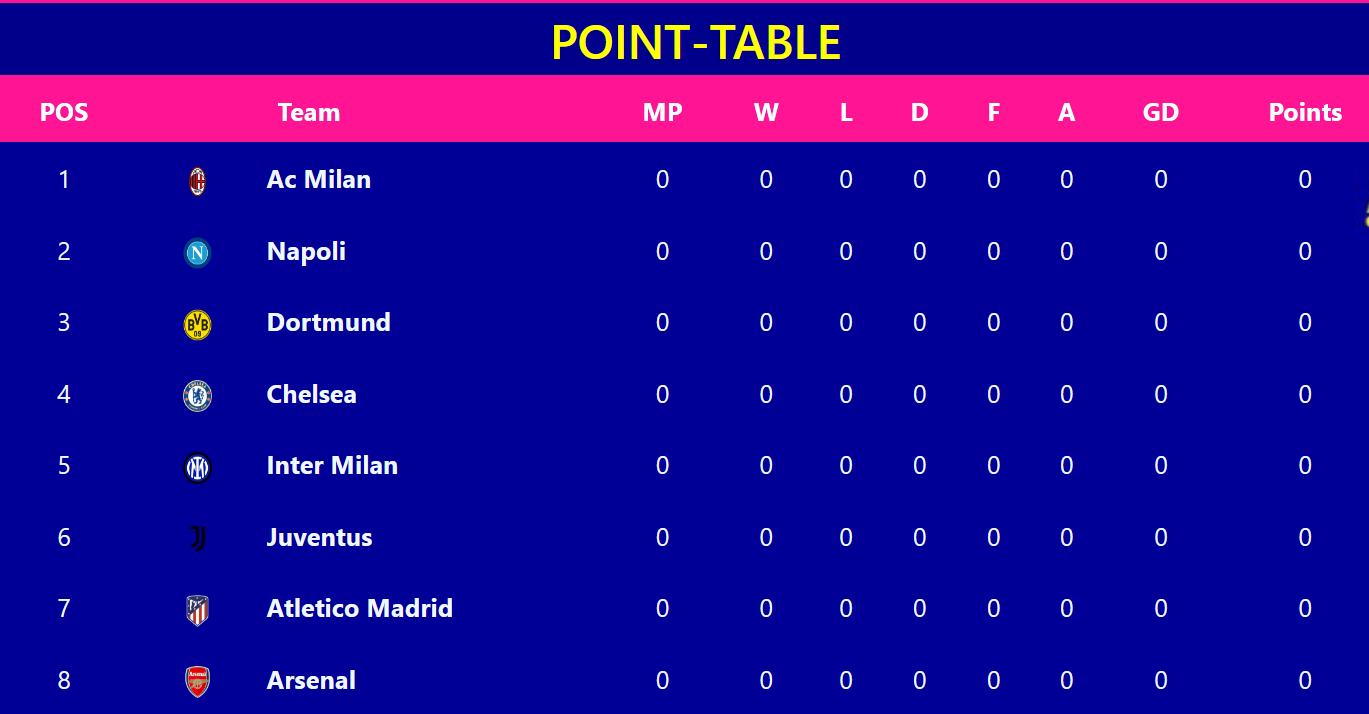 POINT-TABLE
POS Team MP W L D F A GD Points
1 Ac Milan 0 0 0 0 0 0 0 0
2 N Napoli 0 0 0 0 0 0 0 0
3 BVB 09 Dortmund 0 0 0 0 0 0 0 0
4 Chelsea 0 0 0 0 0 0 0 0
5 Inter Milan 0 0 0 0 0 0 0 0
6 Juventus 0 0 0 0 0 0 0 0
7 Atletico Madrid 0 0 0 0 0 0 0 0
8 Arsenal Arsenal 0 0 0 0 0 0 0 0